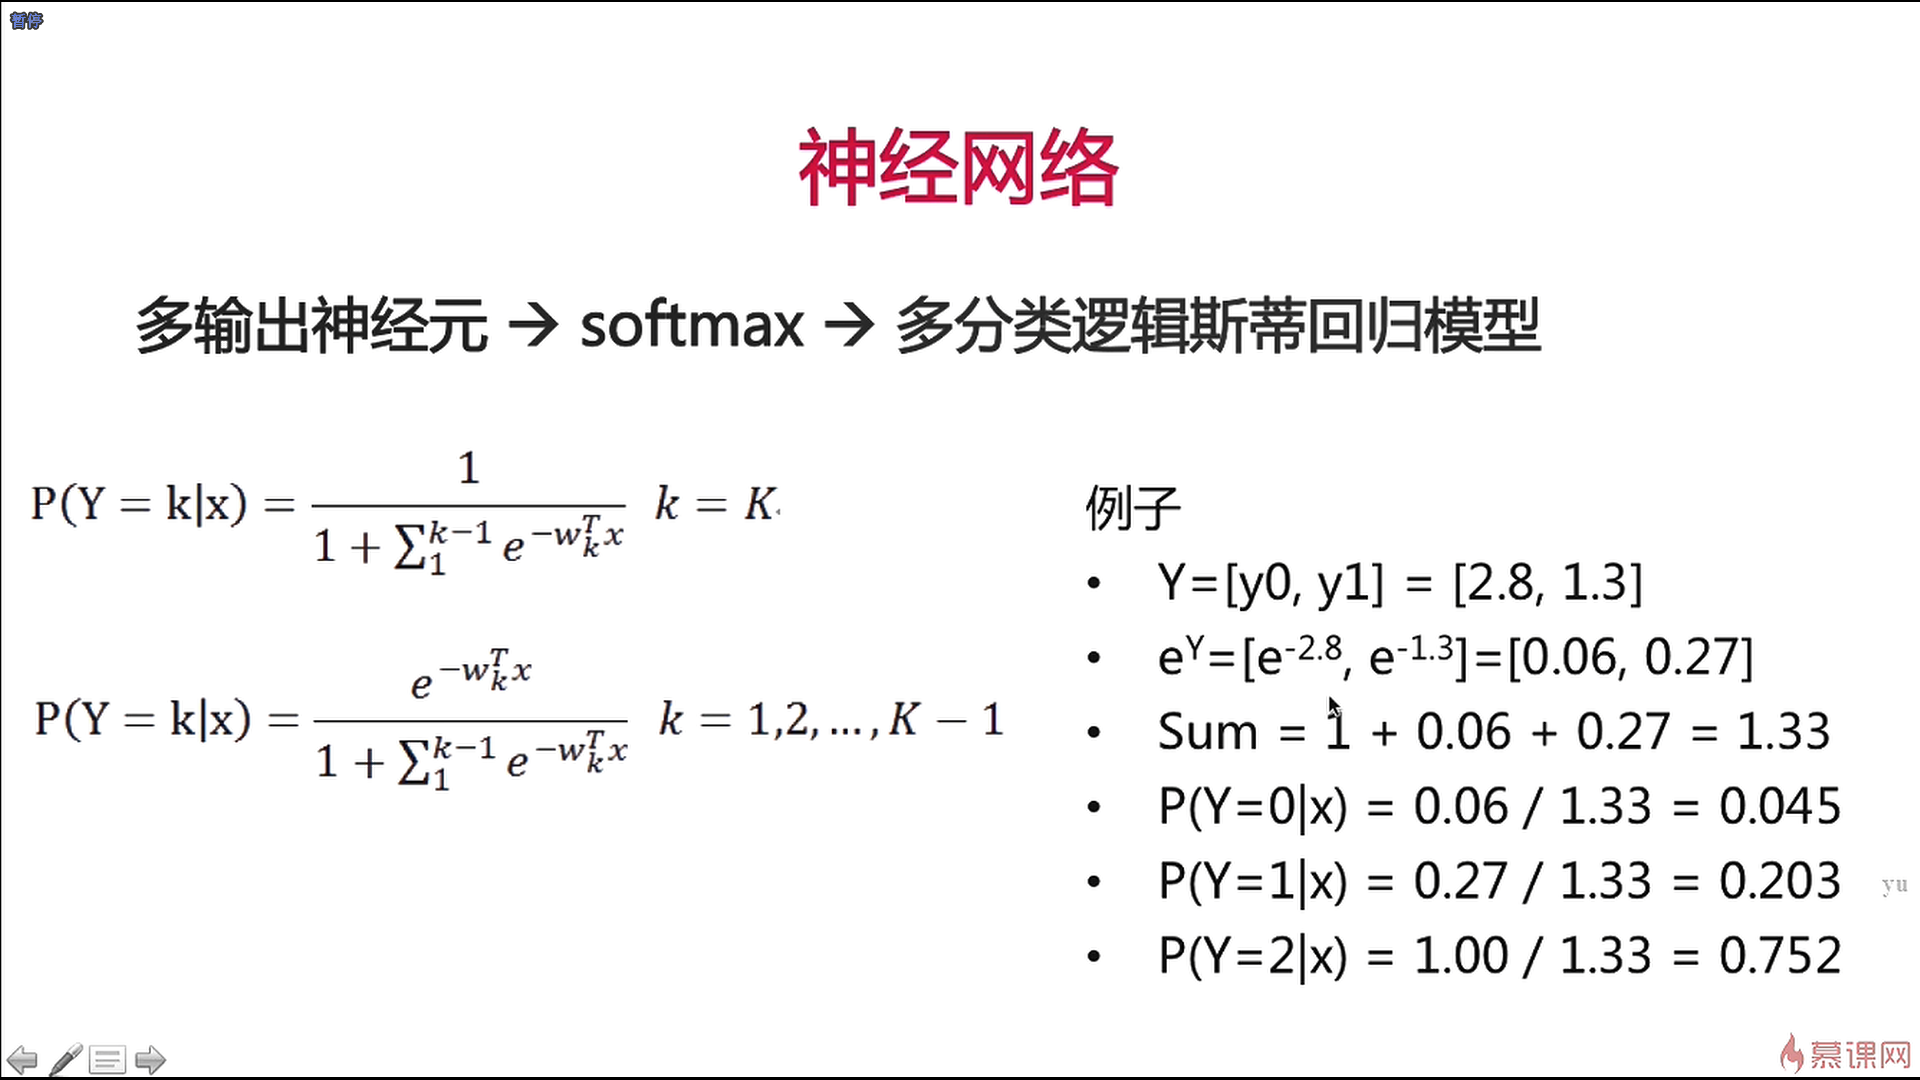 暂停
神经网络
多输出神经元 → softmax → 多分类逻辑斯蒂回归模型
P(Y = k|x) = \frac{1}{1 + \sum_{1}^{k-1} e^{-w_k^T x}} k = K
P(Y = k|x) = \frac{e^{-w_k^T x}}{1 + \sum_{1}^{k-1} e^{-w_k^T x}} k = 1,2, ... , K − 1
例子
• Y=[y0, y1] = [2.8, 1.3]
• e^Y=[e^-2.8, e^-1.3]=[0.06, 0.27]
• Sum = 1 + 0.06 + 0.27 = 1.33
• P(Y=0|x) = 0.06 / 1.33 = 0.045
• P(Y=1|x) = 0.27 / 1.33 = 0.203
• P(Y=2|x) = 1.00 / 1.33 = 0.752
yu
慕课网